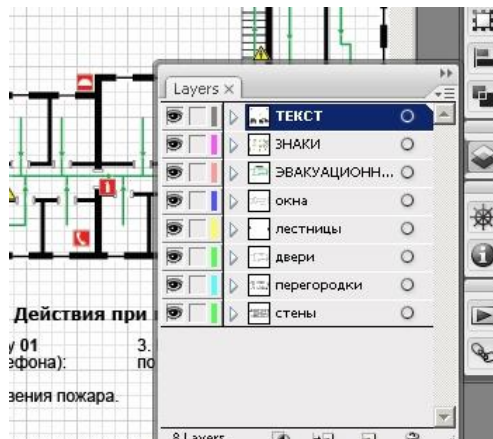 Layers ×
ТЕКСТ
ЗНАКИ
ЭВАКУАЦИОНН...
окна
лестницы
двери
перегородки
стены
8 Layers
Действия при
у 01
3.
ефона):
по
вения пожара.